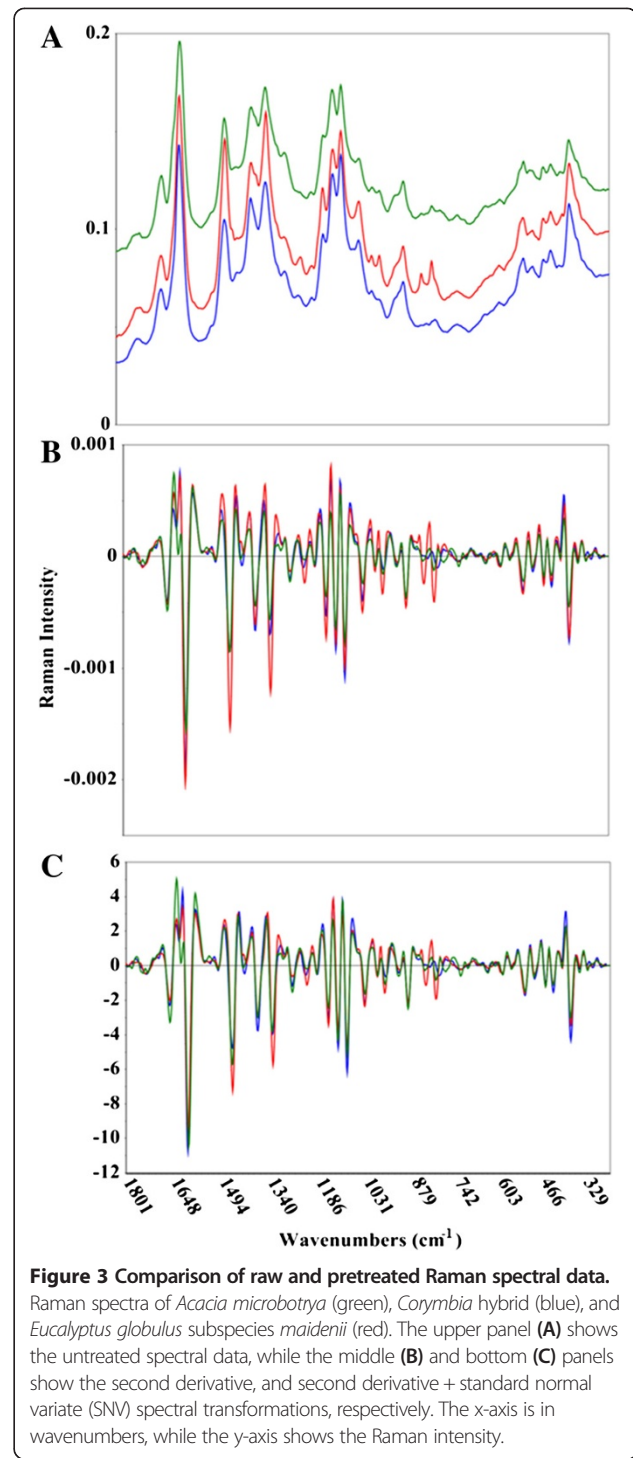 A
0.2
0.1
0
B
0.001
0
-0.001
-0.002
Raman Intensity
C
6
4
2
0
-2
-4
-6
-8
-10
-12
1801 1648 1494 1340 1186 1031 879 742 603 466 329
Wavenumbers (cm-1)
Figure 3 Comparison of raw and pretreated Raman spectral data.
Raman spectra of Acacia microbotrya (green), Corymbia hybrid (blue), and
Eucalyptus globulus subspecies maidenii (red). The upper panel (A) shows
the untreated spectral data, while the middle (B) and bottom (C) panels
show the second derivative, and second derivative + standard normal
variate (SNV) spectral transformations, respectively. The x-axis is in
wavenumbers, while the y-axis shows the Raman intensity.